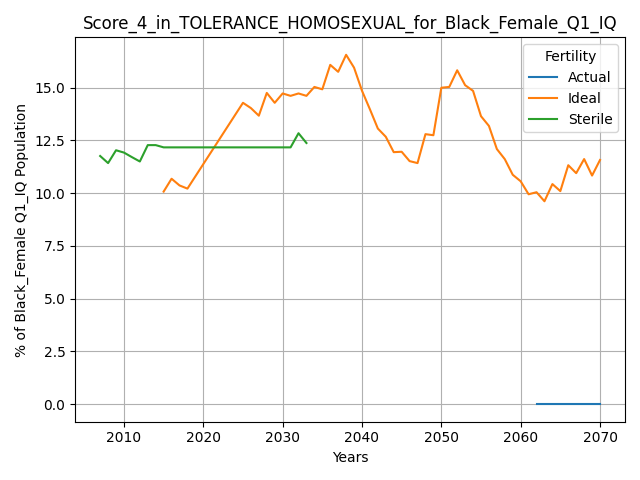 Score_4_in_TOLERANCE_HOMOSEXUAL_for_Black_Female_Q1_IQ
Fertility
Actual
Ideal
Sterile
% of Black_Female Q1_IQ Population
15.0
12.5
10.0
7.5
5.0
2.5
0.0
2010 2020 2030 2040 2050 2060 2070
Years